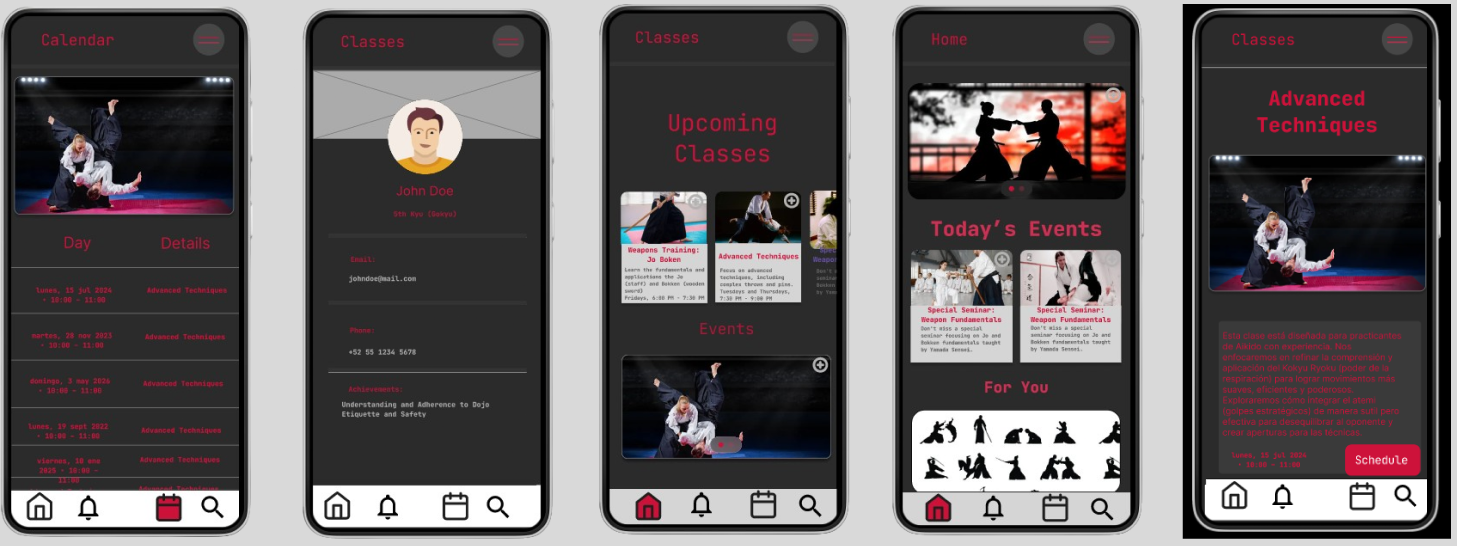 Calendar
Day
Details
lunes, 15 jul 2024
· 10:00 - 11:00
Advanced Techniques
martes, 28 nov 2023
· 10:00 - 11:00
Advanced Techniques
domingo, 3 may 2026
· 10:00 - 11:00
Advanced Techniques
lunes, 19 sept 2022
· 10:00 - 11:00
Advanced Techniques
viernes, 10 ene
2025 · 10:00 -
11:00
Advanced Techniques
Advanced Techniques
Classes
John Doe
5th Kyu (Gokyu)
Email:
johndoe@mail.com
Phone:
+52 55 1234 5678
Achievements:
Understanding and Adherence to Dojo
Etiquette and Safety
Classes
Upcoming
Classes
Weapons Training:
Jo Boken
Learn the fundamentals and
applications the Jo
(staff) and Bokken (wooden
sword)
Fridays, 6:00 PM - 7:30 PM
Advanced Techniques
Focus on advanced
techniques, including
couples throws and pins.
Tuesdays and Thursdays,
7:30 PM - 9:00 PM
Events
Home
Today's Events
Special Seminar:
Weapon Fundamentals
Don't miss a special
seminar focusing on Jo and
Bokken fundamentals taught
by Yamada Sensei.
Special Seminar:
Weapon Fundamentals
Don't miss a special
seminar focusing on Jo and
Bokken fundamentals taught
by Yamada Sensei.
For You
Classes
Advanced
Techniques
Esta clase está diseñada para practicantes
de Aikido con experiencia. Nos
enfocaremos en refinar la comprensión y
aplicación del Kokyu Ryoku (poder de la
respiración) para lograr movimientos más
suaves, eficientes y poderosos.
Exploraremos cómo integrar el atemi
(golpes estratégicos) de manera sutil pero
efectiva para desequilibrar al oponente y
crear aperturas para las técnicas.
lunes, 15 jul 2024
· 10:00 - 11:00
Schedule